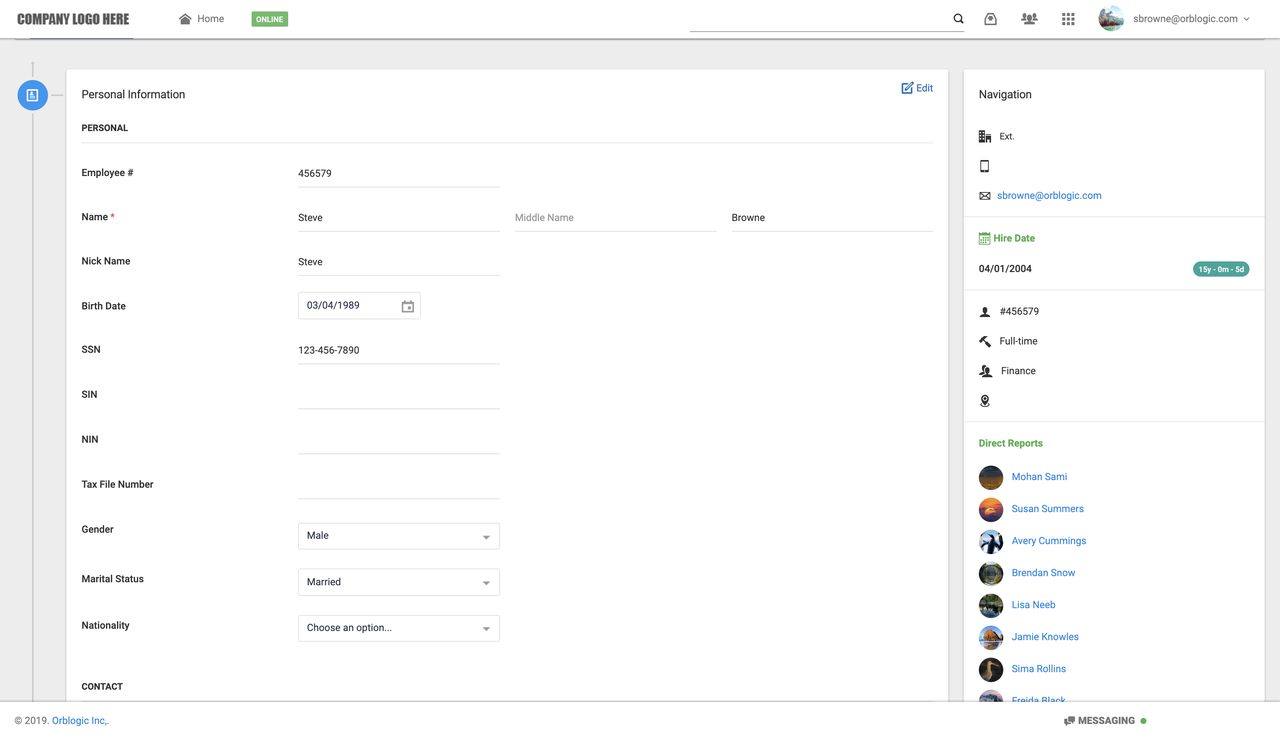 COMPANY LOGO HERE
Home
ONLINE
sbrowne@orblogic.com
Personal Information
Edit
PERSONAL
Employee # 456579
Name * Steve Middle Name Browne
Nick Name Steve
Birth Date 03/04/1989
SSN 123-456-7890
SIN
NIN
Tax File Number
Gender Male
Marital Status Married
Nationality Choose an option...
CONTACT
Navigation
Ext.
sbrowne@orblogic.com
Hire Date
04/01/2004 15y - 0m - 5d
#456579
Full-time
Finance
Direct Reports
Mohan Sami
Susan Summers
Avery Cummings
Brendan Snow
Lisa Neeb
Jamie Knowles
Sima Rollins
Freida Black
© 2019. Orblogic Inc,.
MESSAGING